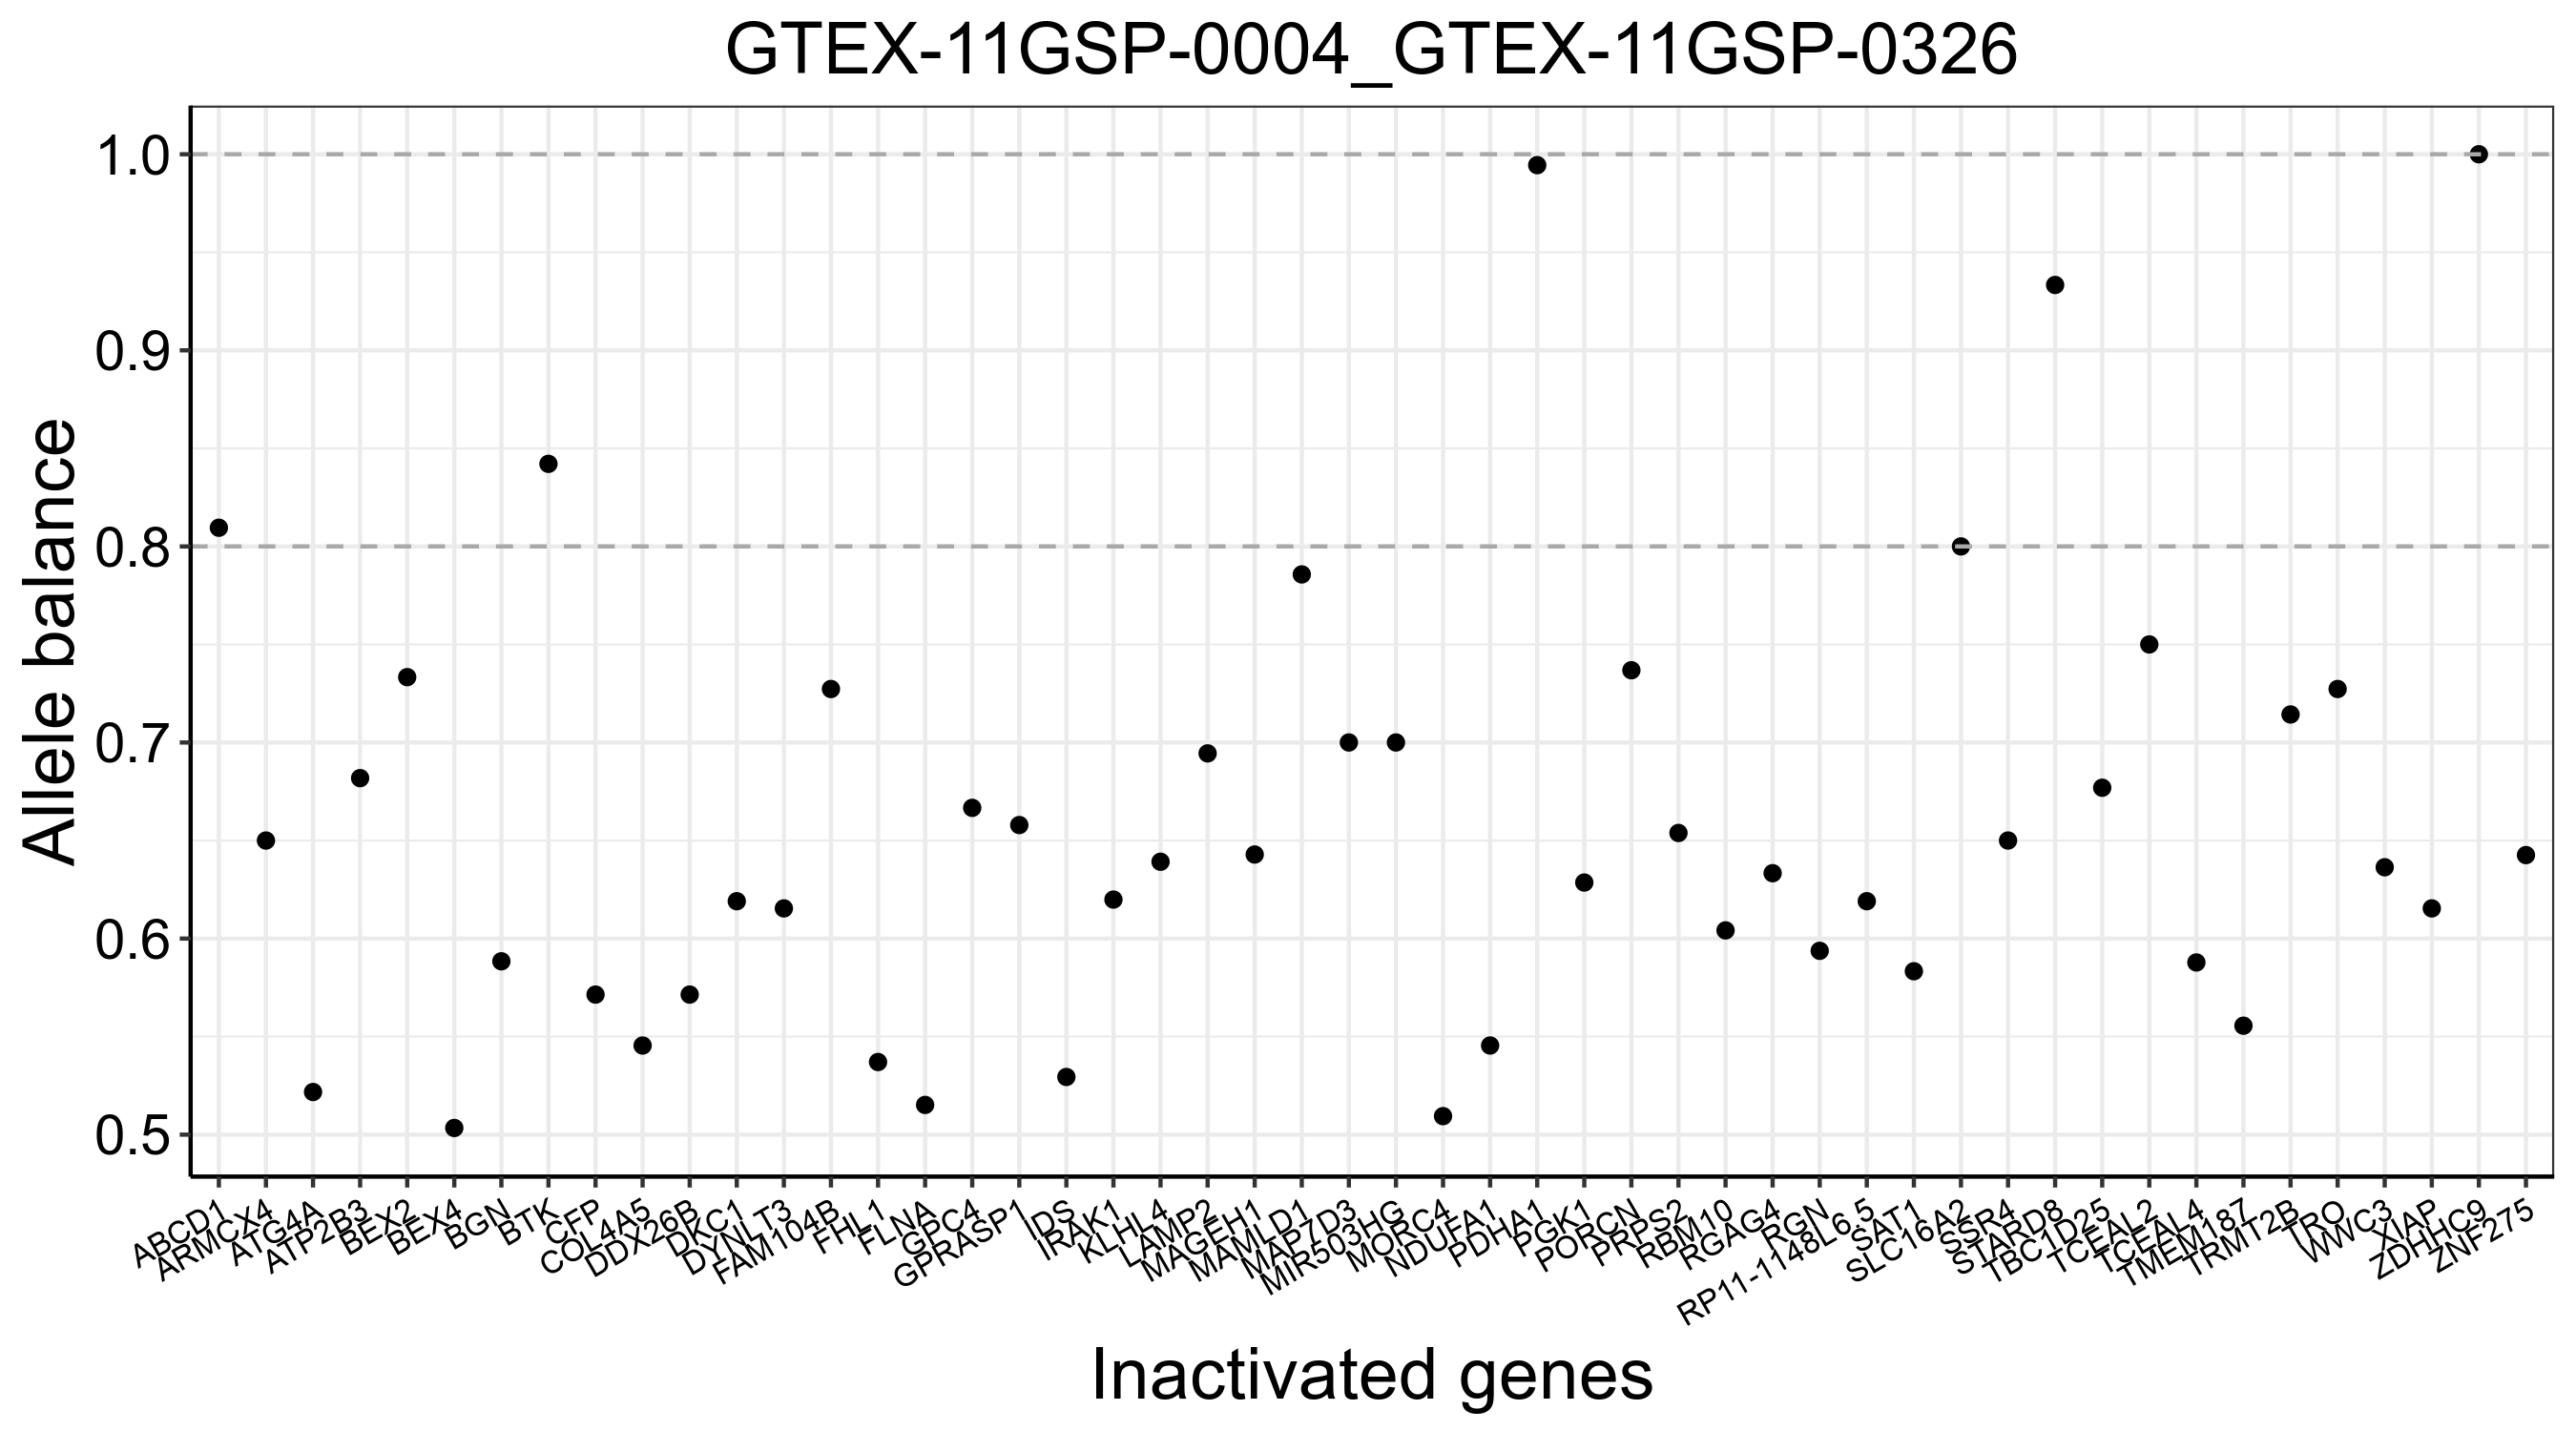 GTEX-11GSP-0004_GTEX-11GSP-0326
Allele balance
1.0
0.9
0.8
0.7
0.6
0.5
ABCD1
ARMCX4
ATG4A
ATP2B3
BEX2
BEX4
BGN
BTK
CFP
COL4A5
DDX26B
DKC1
DYNLT3
FAM104B
FHL1
FLNA
GPC4
GPRASP1
IDS
IRAK1
KLHL4
LAMP2
MAGEH1
MAMLD1
MAP7D3
MIR503HG
MORC4
NDUFA1
PDHA1
PGK1
PORCN
PRPS2
RBM10
RGAG4
RGN
RP11-1148L6.5
SAT1
SLC16A2
SSR4
STARD8
TBC1D25
TCEAL2
TCEAL4
TMEM187
TRMT2B
TRO
WWC3
XIAP
ZDHHC9
ZNF275
Inactivated genes